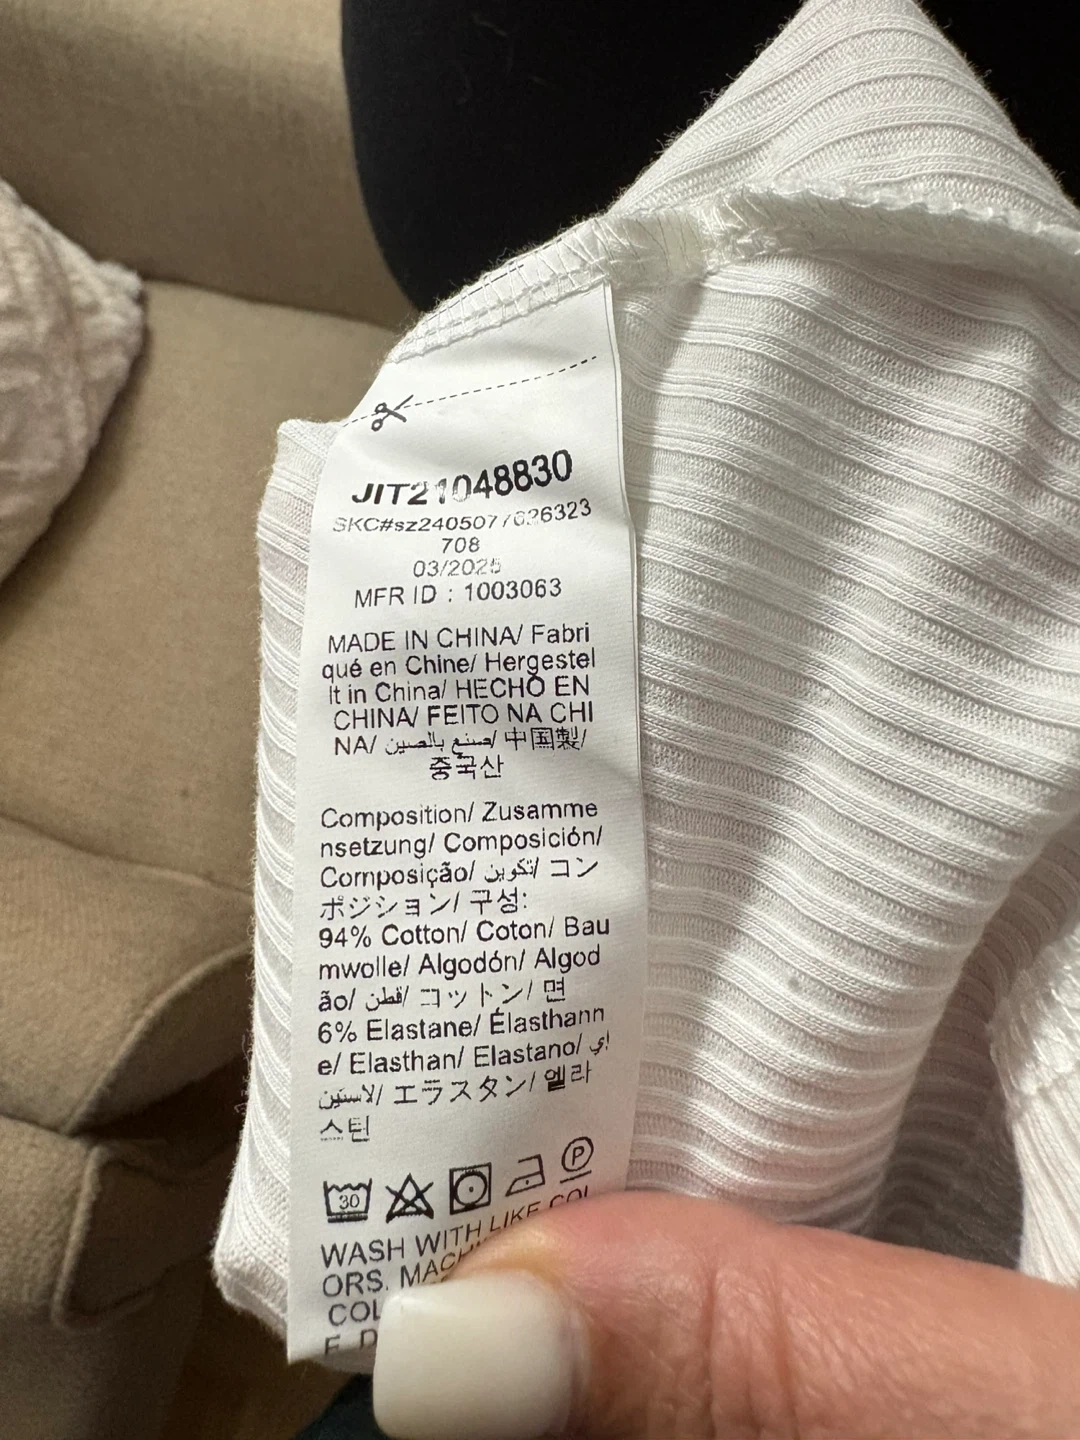 JIT21048830
SKC#sz2405077626323
708
03/2025
MFR ID : 1003063
MADE IN CHINA/ Fabri
qué en Chine/ Hergestel
lt in China/ HECHO EN
CHINA/ FEITO NA CHI
NA/ صنع بالصين/ 中国製/
중국산
Composition/ Zusamme
nsetzung/ Composición/
Composição/ تكوين/ コン
ポジション/ 구성:
94% Cotton/ Coton/ Bau
mwolle/ Algodón/ Algod
ão/ قطن/ コットン/ 면
6% Elastane/ Élasthann
e/ Elasthan/ Elastano/ إي
لاستين/ エラスタン/ 엘라
스틴
30 P
WASH WITH LIKE COL
ORS.